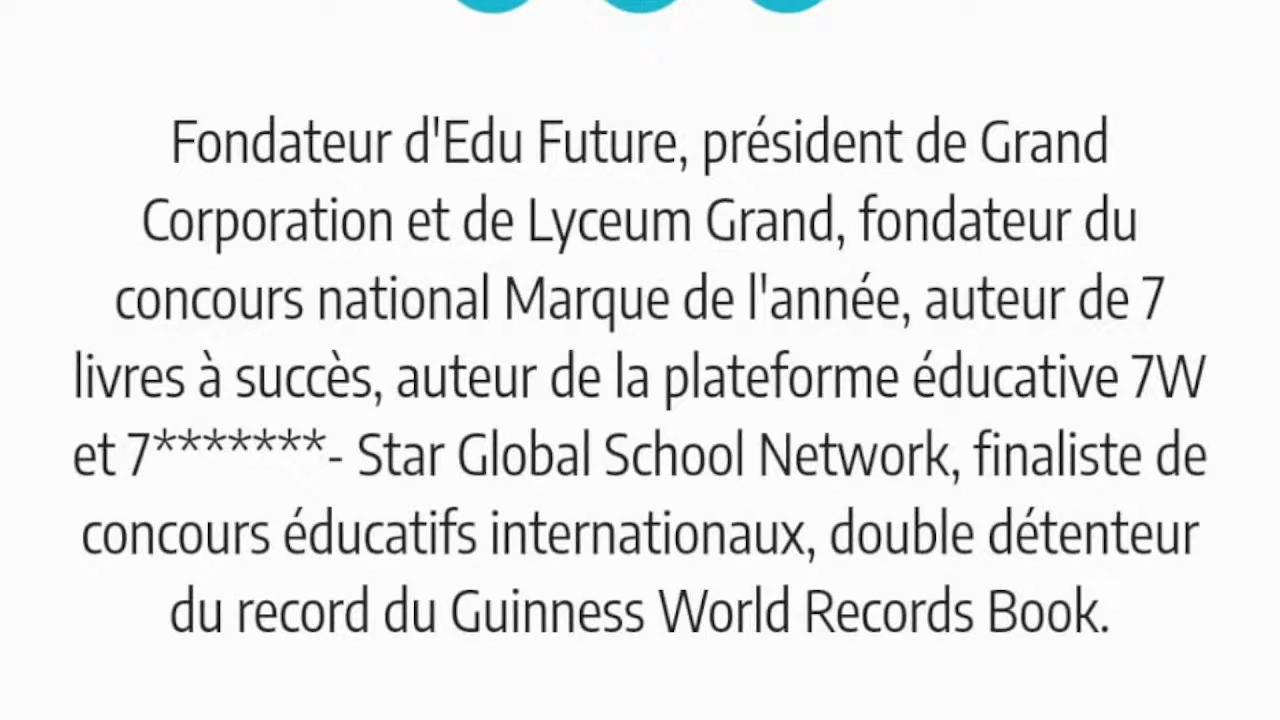 Fondateur d'Edu Future, président de Grand
Corporation et de Lyceum Grand, fondateur du
concours national Marque de l'année, auteur de 7
livres à succès, auteur de la plateforme éducative 7W
et 7*******- Star Global School Network, finaliste de
concours éducatifs internationaux, double détenteur
du record du Guinness World Records Book.